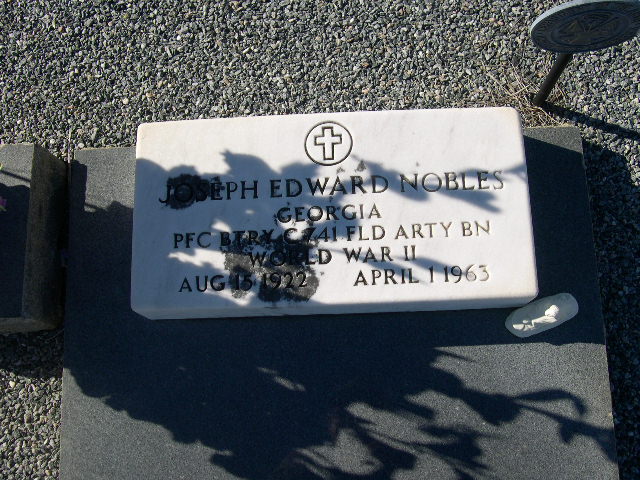 JOSEPH EDWARD NOBLES
GEORGIA
PFC BTRY C 741 FLD ARTY BN
WORLD WAR II
AUG 15 1922 APRIL 1 1963